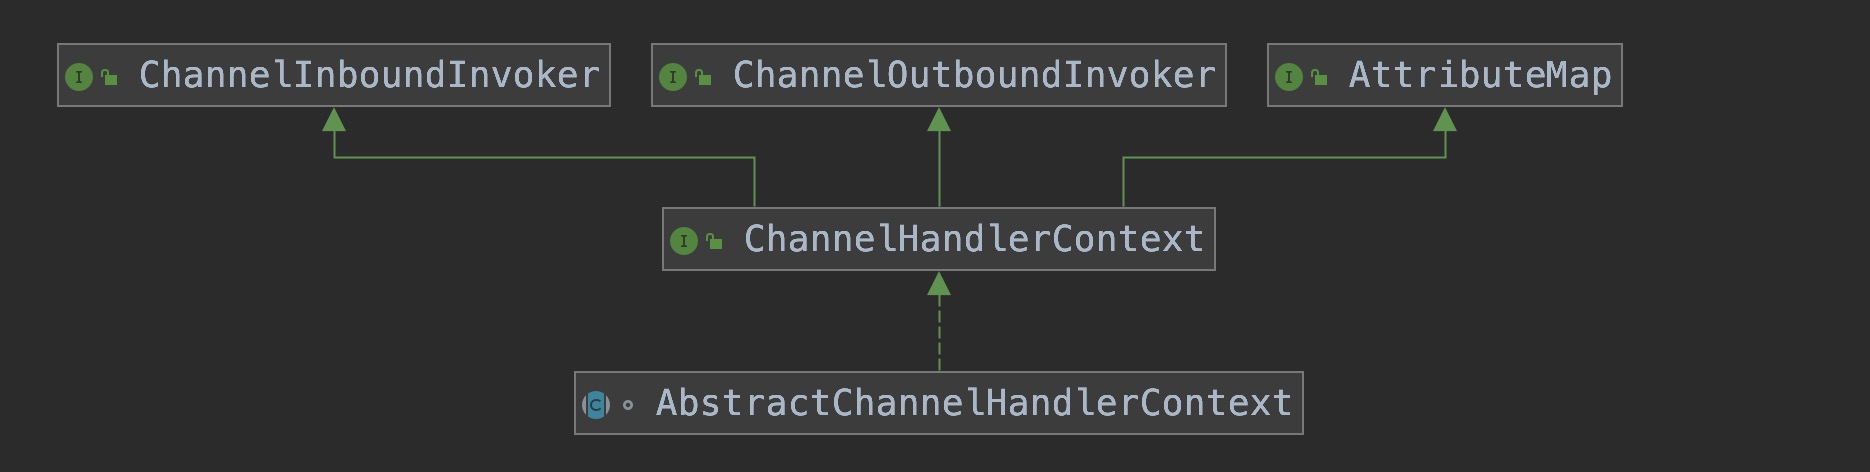 I ChannelInboundInvoker
I ChannelOutboundInvoker
I AttributeMap
I ChannelHandlerContext
C AbstractChannelHandlerContext